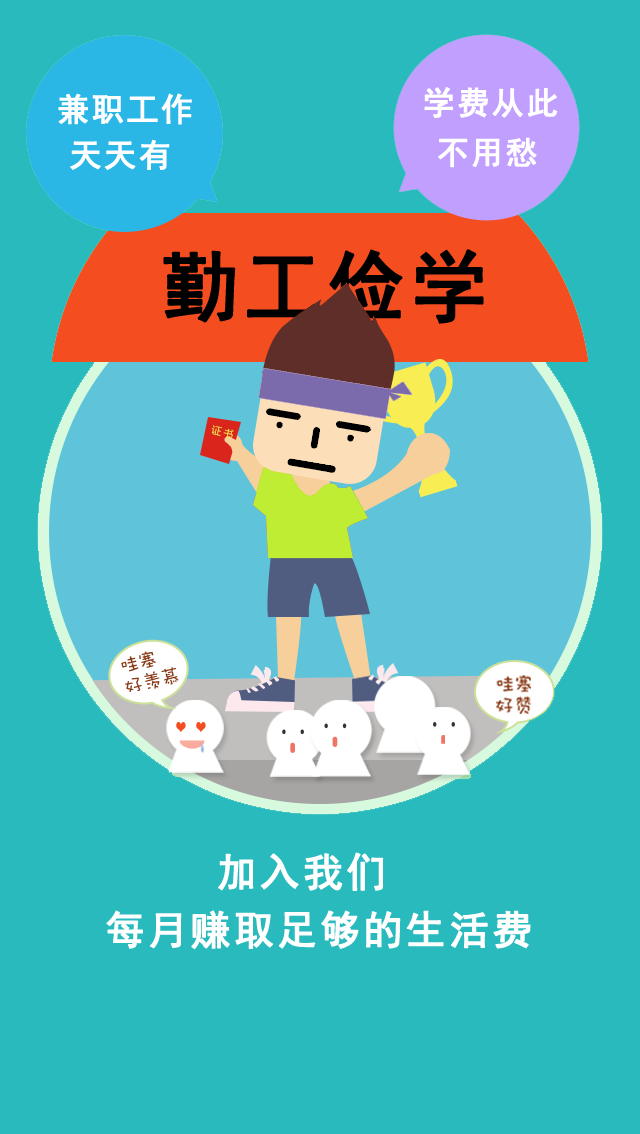 兼职工作
天天有
学费从此
不用愁
勤工俭学
证书
哇塞
好羡慕
哇塞
好赞
加入我们
每月赚取足够的生活费